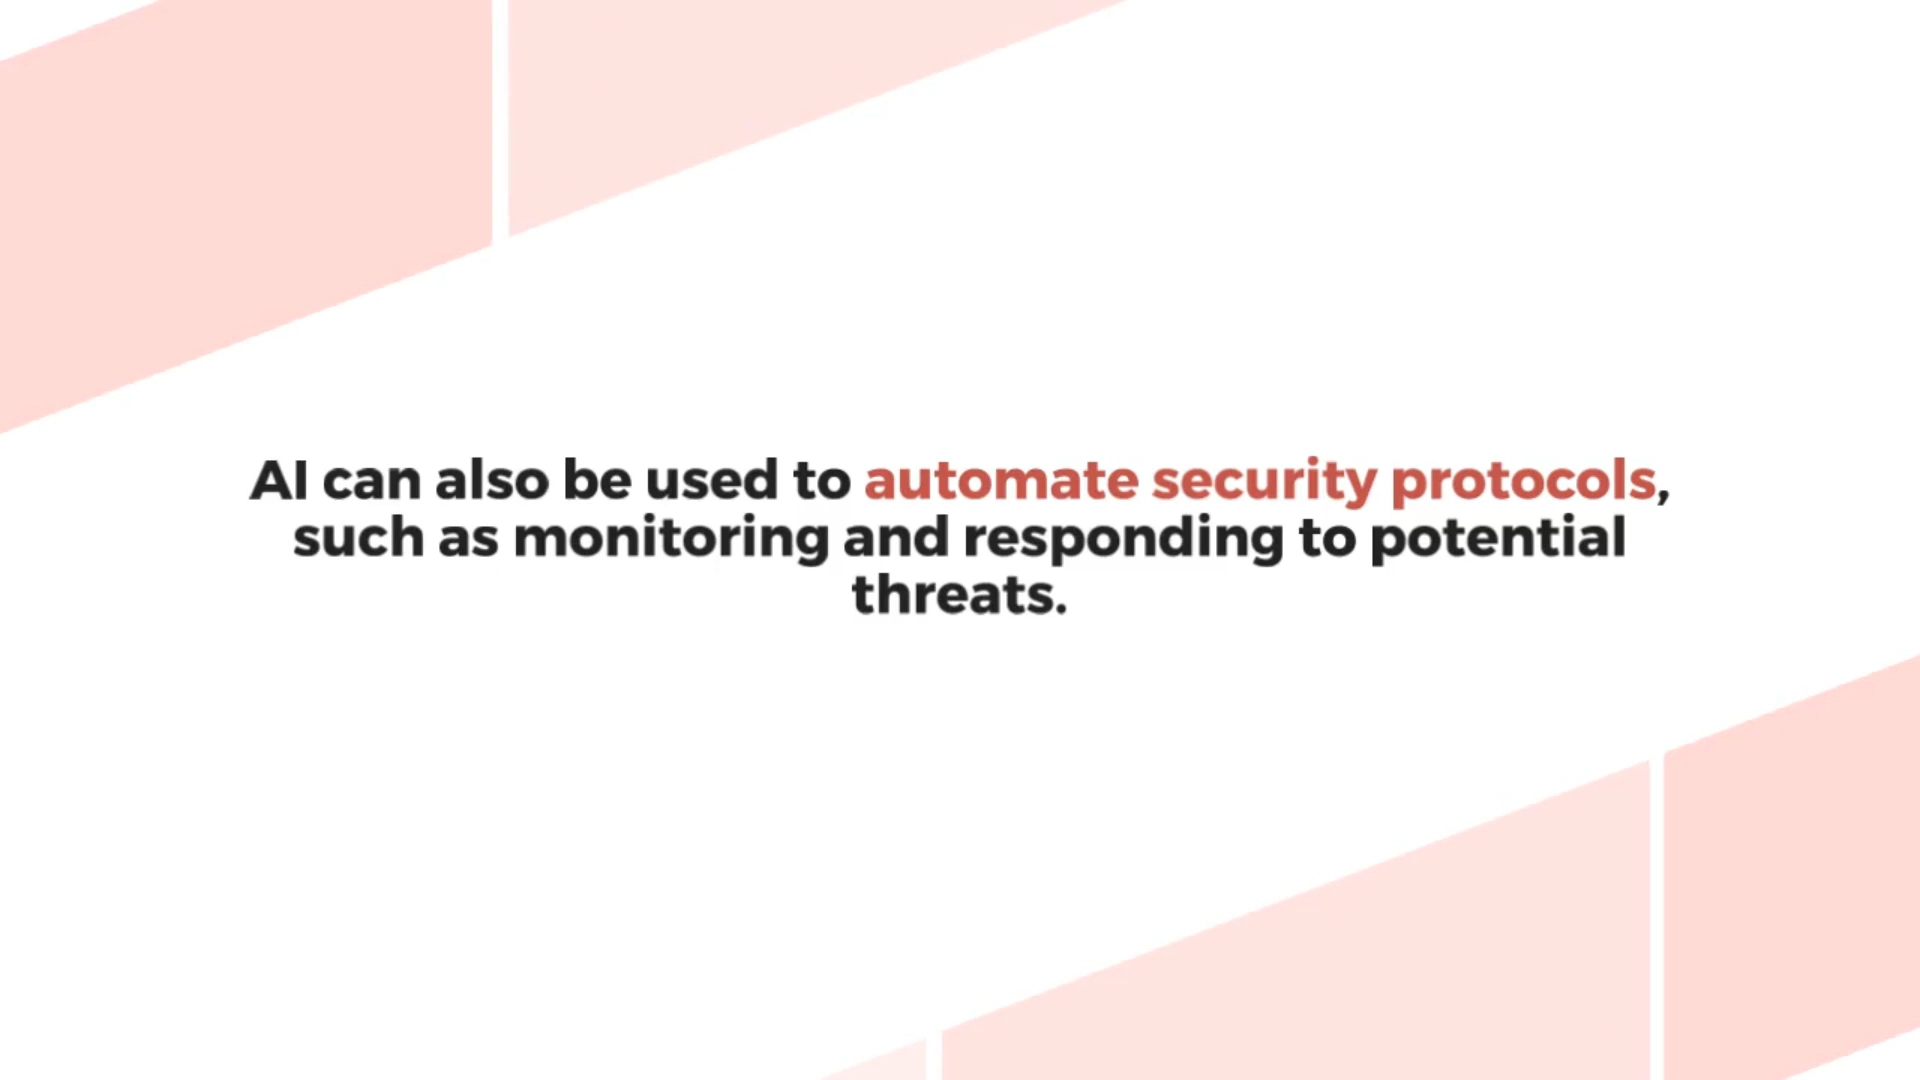 AI can also be used to automate security protocols,
such as monitoring and responding to potential
threats.